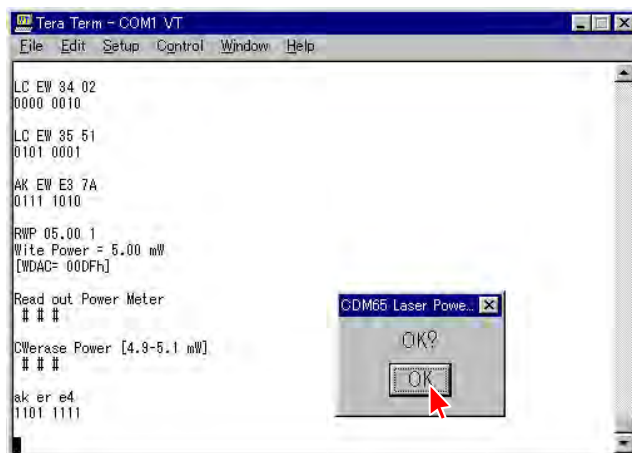 Tera Term - COM1 VT
File Edit Setup Control Window Help
LC EW 34 02
0000 0010
LC EW 35 51
0101 0001
AK EW E3 7A
0111 1010
RWP 05.00 1
Wite Power = 5.00 mW
[WDAC= 00DFh]
Read out Power Meter
# # #
CWerase Power [4.9-5.1 mW]
# # #
ak er e4
1101 1111
CDM65 Laser Powe...
OK?
OK